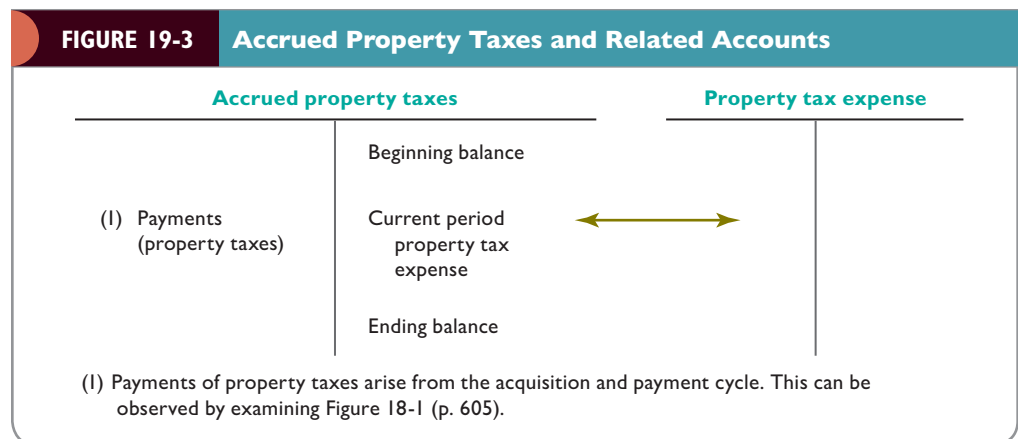 FIGURE 19-3 Accrued Property Taxes and Related Accounts
Accrued property taxes
Property tax expense
Beginning balance
(1) Payments
(property taxes)
Current period
property tax
expense
Ending balance
(1) Payments of property taxes arise from the acquisition and payment cycle. This can be
observed by examining Figure 18-1 (p. 605).